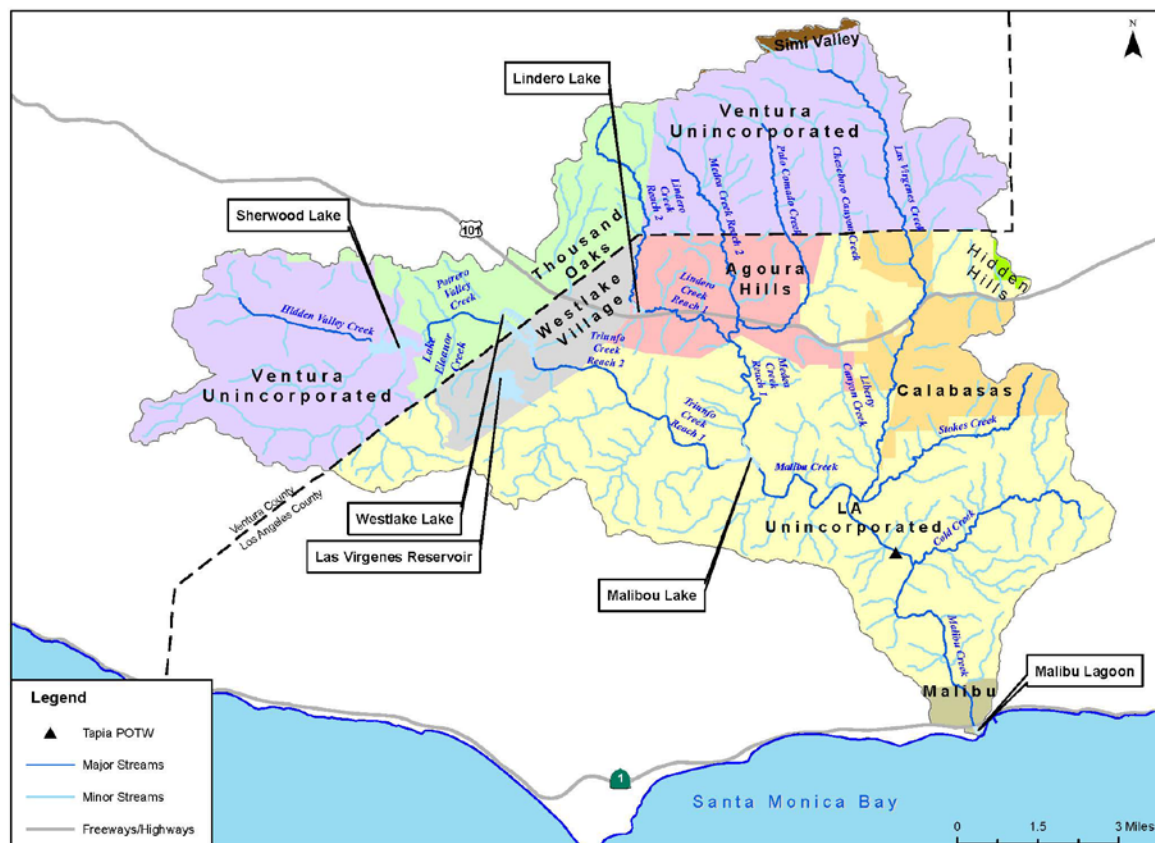 N
Simi Valley
Lindero Lake
Ventura
Unincorporated
Las Virgenes Creek
Cheseboro Canyon Creek
Palo Comado Creek
Medea Creek Reach 2
Lindero
Creek
Reach 2
Sherwood Lake
101
Thousand
Oaks
Hidden
Hills
Agoura
Hills
Westlake
Village
Lindero
Creek
Reach 1
Potrero
Valley
Creek
Hidden Valley Creek
Lake
Eleanor
Creek
Triunfo
Creek
Reach 2
Medea
Creek
Reach 1
Liberty
Canyon Creek
Ventura
Unincorporated
Calabasas
Triunfo
Creek
Reach 1
Stokes Creek
Malibu Creek
LA
Unincorporated
Cold Creek
Ventura County
Los Angeles County
Westlake Lake
Las Virgenes Reservoir
Malibou Lake
Malibu Creek
Malibu
Malibu Lagoon
Legend
Tapia POTW
Major Streams
Minor Streams
Freeways/Highways
1
Santa Monica Bay
0 1.5 3 Miles